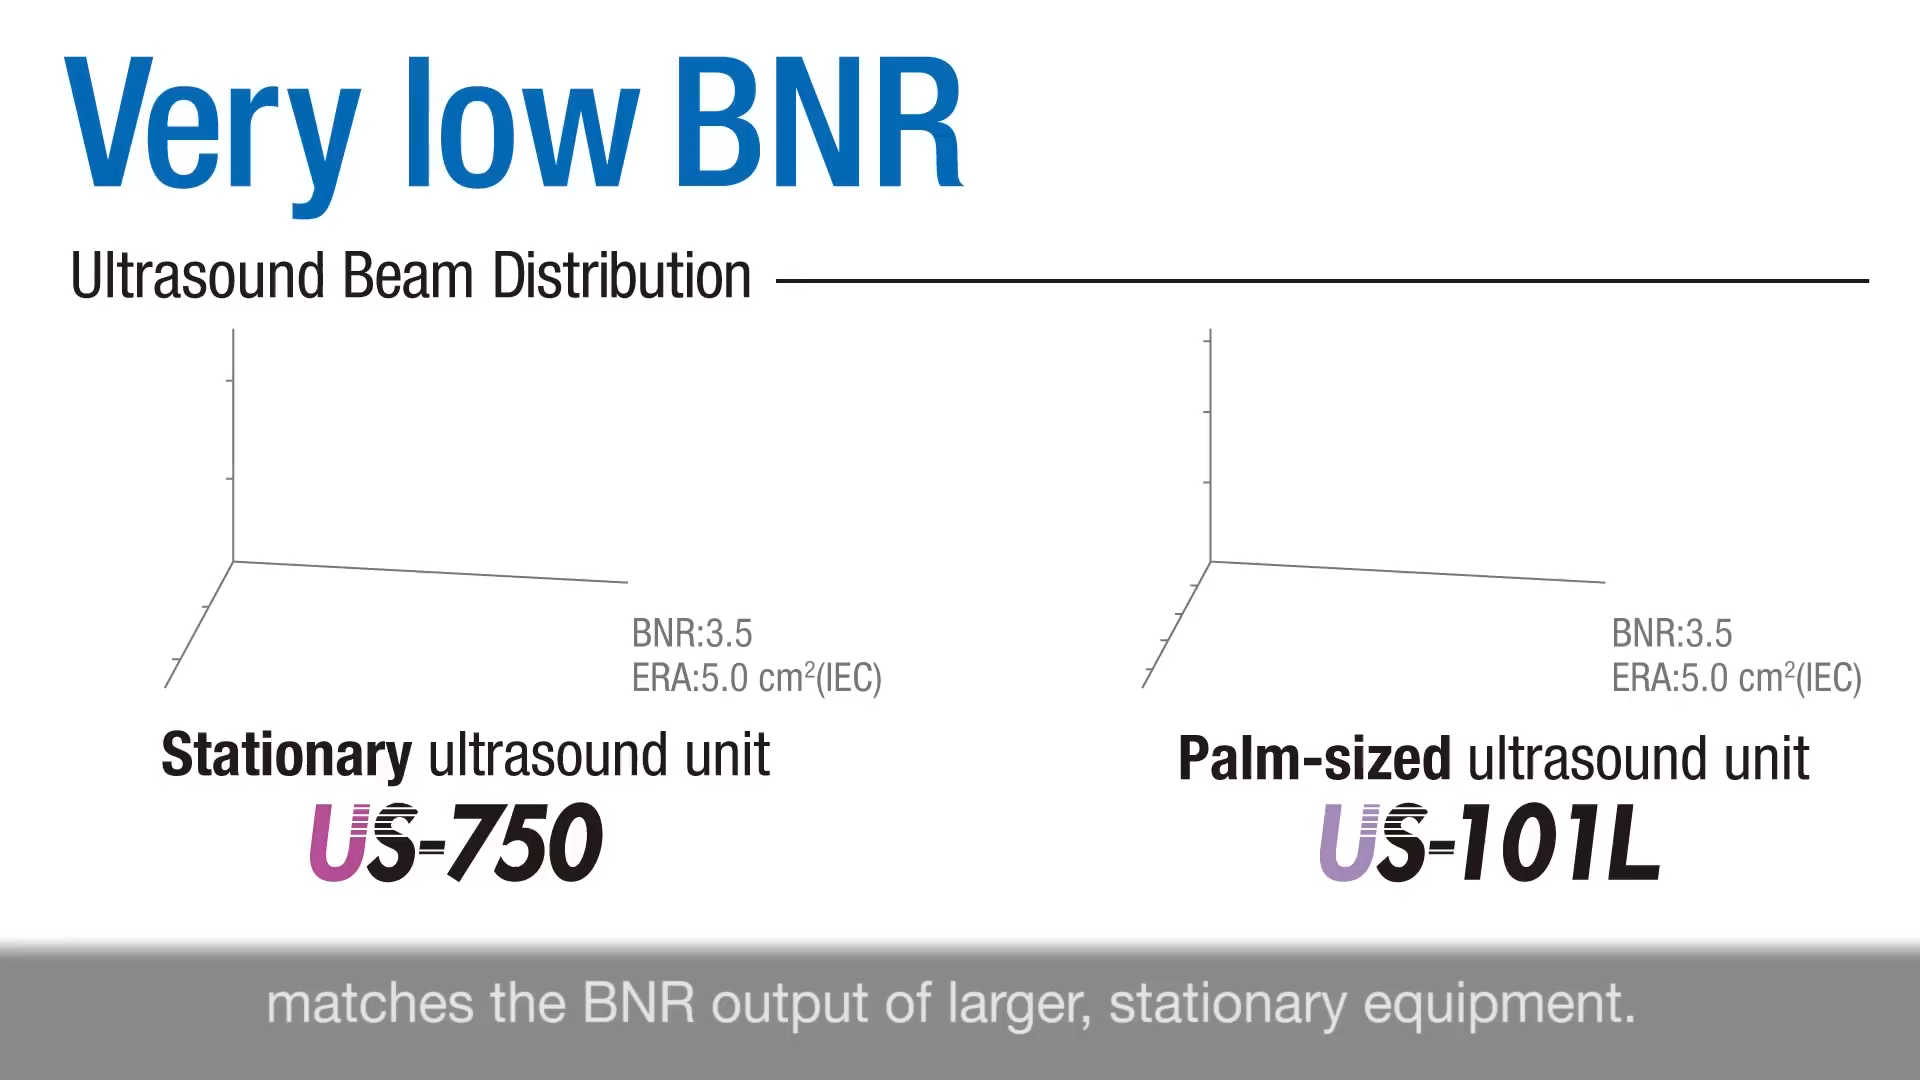 Very low BNR
Ultrasound Beam Distribution
BNR:3.5
ERA:5.0 cm²(IEC)
Stationary ultrasound unit
US-750
BNR:3.5
ERA:5.0 cm²(IEC)
Palm-sized ultrasound unit
US-101L
matches the BNR output of larger, stationary equipment.